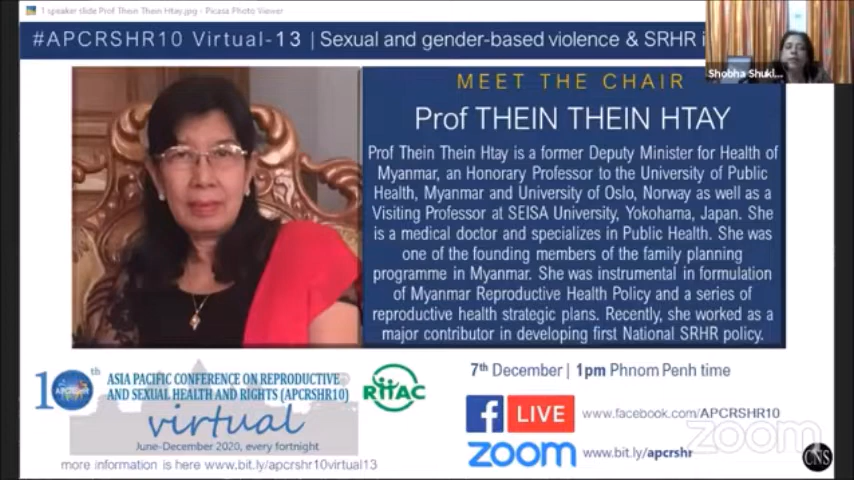 1 speaker slide Prof Thein Thein Htay.jpg - Picasa Photo Viewer
#APCRSHR10 Virtual-13 | Sexual and gender-based violence & SRHR i
Shobha Shukl...
MEET THE CHAIR
Prof THEIN THEIN HTAY
Prof Thein Thein Htay is a former Deputy Minister for Health of
Myanmar, an Honorary Professor to the University of Public
Health, Myanmar and University of Oslo, Norway as well as a
Visiting Professor at SEISA University, Yokohama, Japan. She
is a medical doctor and specializes in Public Health. She was
one of the founding members of the family planning
programme in Myanmar. She was instrumental in formulation
of Myanmar Reproductive Health Policy and a series of
reproductive health strategic plans. Recently, she worked as a
major contributor in developing first National SRHR policy.
10th
APCRSHR
ASIA PACIFIC CONFERENCE ON REPRODUCTIVE
AND SEXUAL HEALTH AND RIGHTS (APCRSHR10)
virtual
June-December 2020, every fortnight
more information is here www.bit.ly/apcrshr10virtual13
RHAC
7th December | 1pm Phnom Penh time
f LIVE www.facebook.com/APCRSHR10
zoom www.bit.ly/apcrshr
zoom
CNS